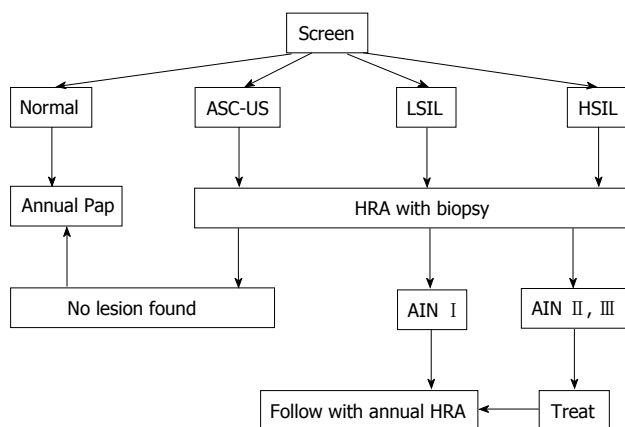 Screen
Normal
ASC-US
LSIL
HSIL
Annual Pap
HRA with biopsy
No lesion found
AIN Ⅰ
AIN Ⅱ, Ⅲ
Follow with annual HRA
Treat